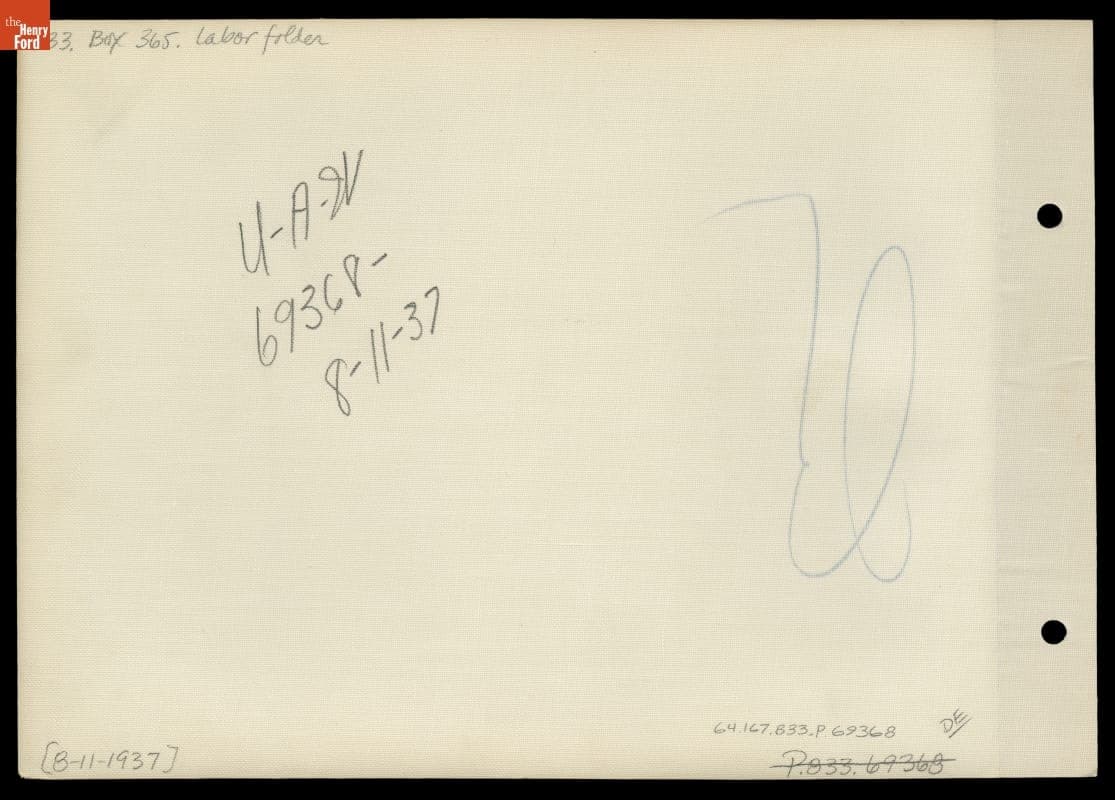 the Henry Ford
33. Box 365. Labor folder
U-A-W
69368-
8-11-37
64.167.833.P 69368
DE
[8-11-1937]
P.833.69368